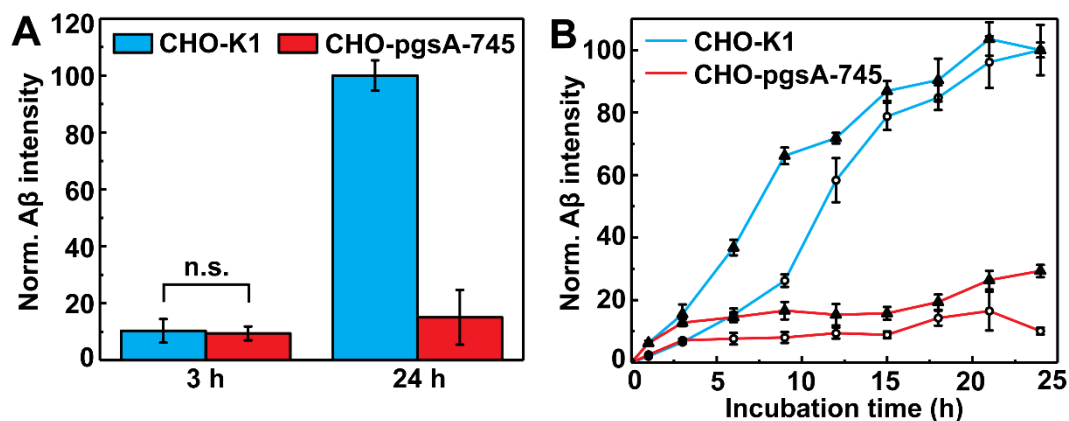 A
Norm. Aβ intensity
120
100
80
60
40
20
0
CHO-K1
CHO-pgsA-745
n.s.
3 h
24 h
B
Norm. Aβ intensity
100
80
60
40
20
0
CHO-K1
CHO-pgsA-745
0
5
10
15
20
25
Incubation time (h)